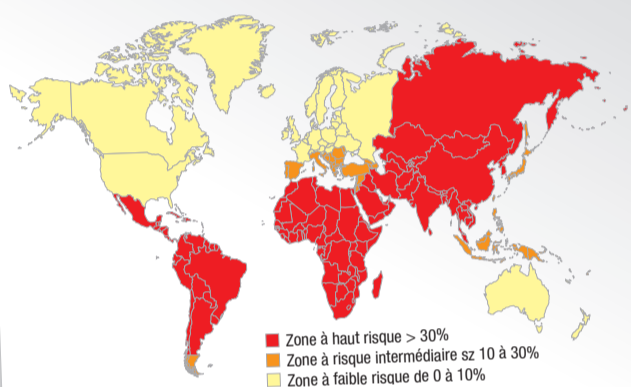 Zone à haut risque > 30%
Zone à risque intermédiaire sz 10 à 30%
Zone à faible risque de 0 à 10%